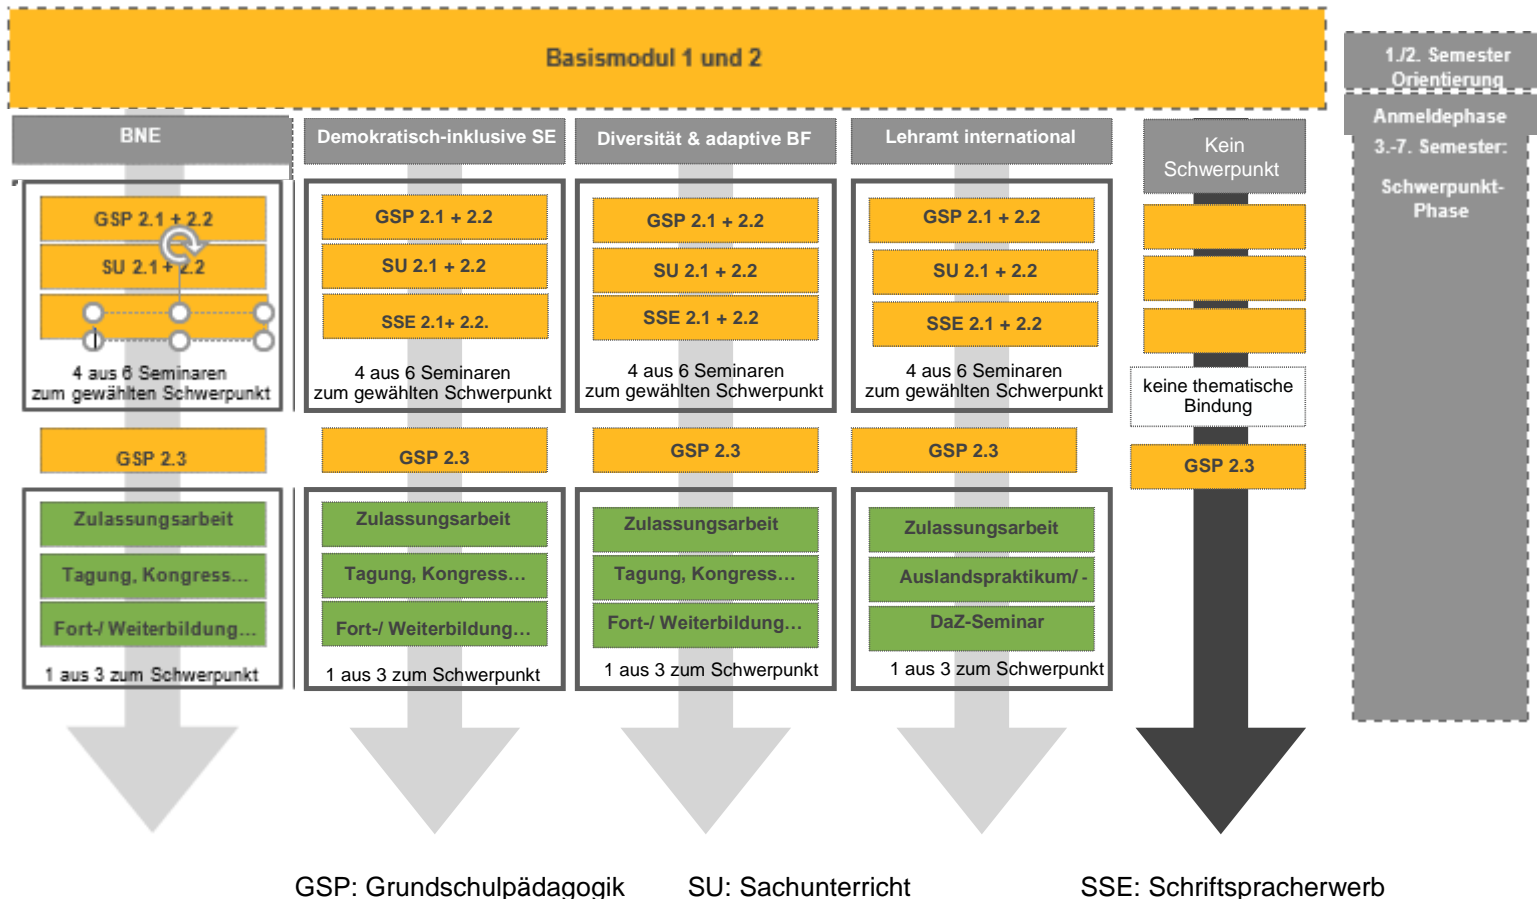 Basismodul 1 und 2
1./2. Semester
Orientierung
Anmeldephase
3.-7. Semester:
Schwerpunkt-
Phase
BNE
GSP 2.1 + 2.2
SU 2.1 + 2.2
4 aus 6 Seminaren
zum gewählten Schwerpunkt
GSP 2.3
Zulassungsarbeit
Tagung, Kongress...
Fort-/ Weiterbildung...
1 aus 3 zum Schwerpunkt
Demokratisch-inklusive SE
GSP 2.1 + 2.2
SU 2.1 + 2.2
SSE 2.1+ 2.2.
4 aus 6 Seminaren
zum gewählten Schwerpunkt
GSP 2.3
Zulassungsarbeit
Tagung, Kongress...
Fort-/ Weiterbildung...
1 aus 3 zum Schwerpunkt
Diversität & adaptive BF
GSP 2.1 + 2.2
SU 2.1 + 2.2
SSE 2.1 + 2.2
4 aus 6 Seminaren
zum gewählten Schwerpunkt
GSP 2.3
Zulassungsarbeit
Tagung, Kongress...
Fort-/ Weiterbildung...
1 aus 3 zum Schwerpunkt
Lehramt international
GSP 2.1 + 2.2
SU 2.1 + 2.2
SSE 2.1 + 2.2
4 aus 6 Seminaren
zum gewählten Schwerpunkt
GSP 2.3
Zulassungsarbeit
Auslandspraktikum/ -
DaZ-Seminar
1 aus 3 zum Schwerpunkt
Kein
Schwerpunkt
keine thematische
Bindung
GSP 2.3
GSP: Grundschulpädagogik SU: Sachunterricht SSE: Schriftspracherwerb